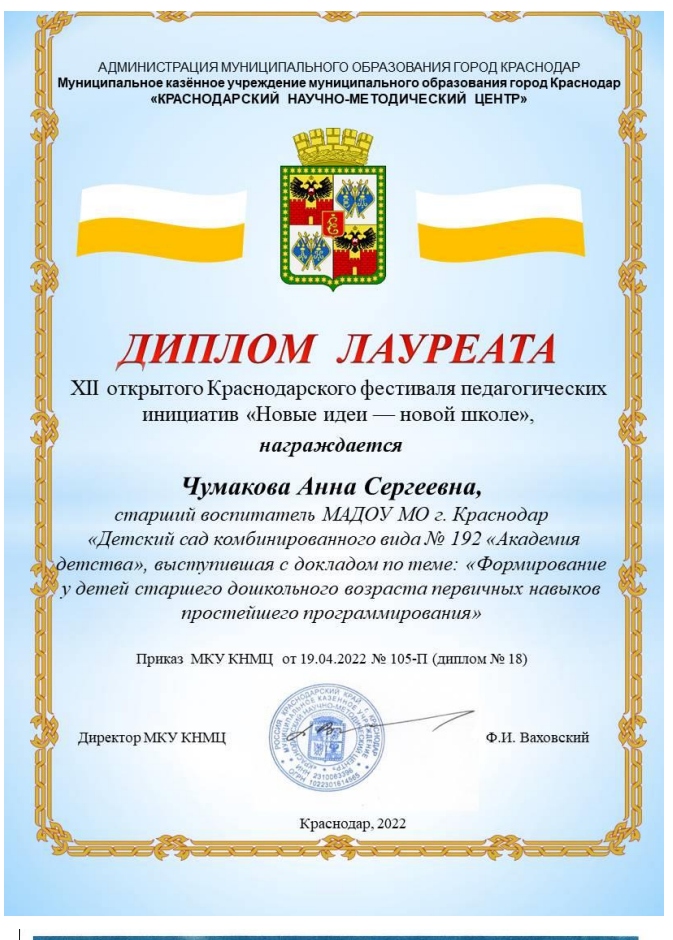 АДМИНИСТРАЦИЯ МУНИЦИПАЛЬНОГО ОБРАЗОВАНИЯ ГОРОД КРАСНОДАР
Муниципальное казённое учреждение муниципального образования город Краснодар
«КРАСНОДАРСКИЙ НАУЧНО-МЕТОДИЧЕСКИЙ ЦЕНТР»
ДИПЛОМ ЛАУРЕАТА
XII открытого Краснодарского фестиваля педагогических
инициатив «Новые идеи — новой школе»,
награждается
Чумакова Анна Сергеевна,
старший воспитатель МАДОУ МО г. Краснодар
«Детский сад комбинированного вида № 192 «Академия
детства», выступившая с докладом по теме: «Формирование
у детей старшего дошкольного возраста первичных навыков
простейшего программирования»
Приказ МКУ КНМЦ от 19.04.2022 № 105-П (диплом № 18)
Директор МКУ КНМЦ
Ф.И. Ваховский
Краснодар, 2022